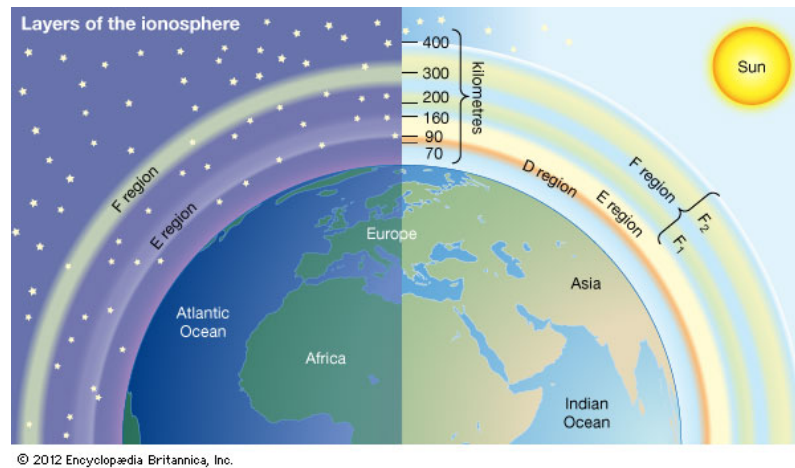 Layers of the ionosphere
400
300
200
160
90
70
kilometres
Sun
F region
E region
D region
E region
F region
F1
F2
Europe
Asia
Atlantic
Ocean
Africa
Indian
Ocean
© 2012 Encyclopædia Britannica, Inc.